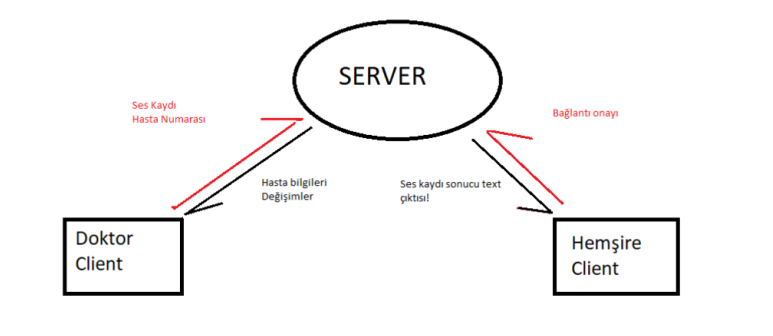 SERVER
Ses Kaydı
Hasta Numarası
Bağlantı onayı
Hasta bilgileri
Değişimler
Ses kaydı sonucu text
çıktısı!
Doktor
Client
Hemşire
Client